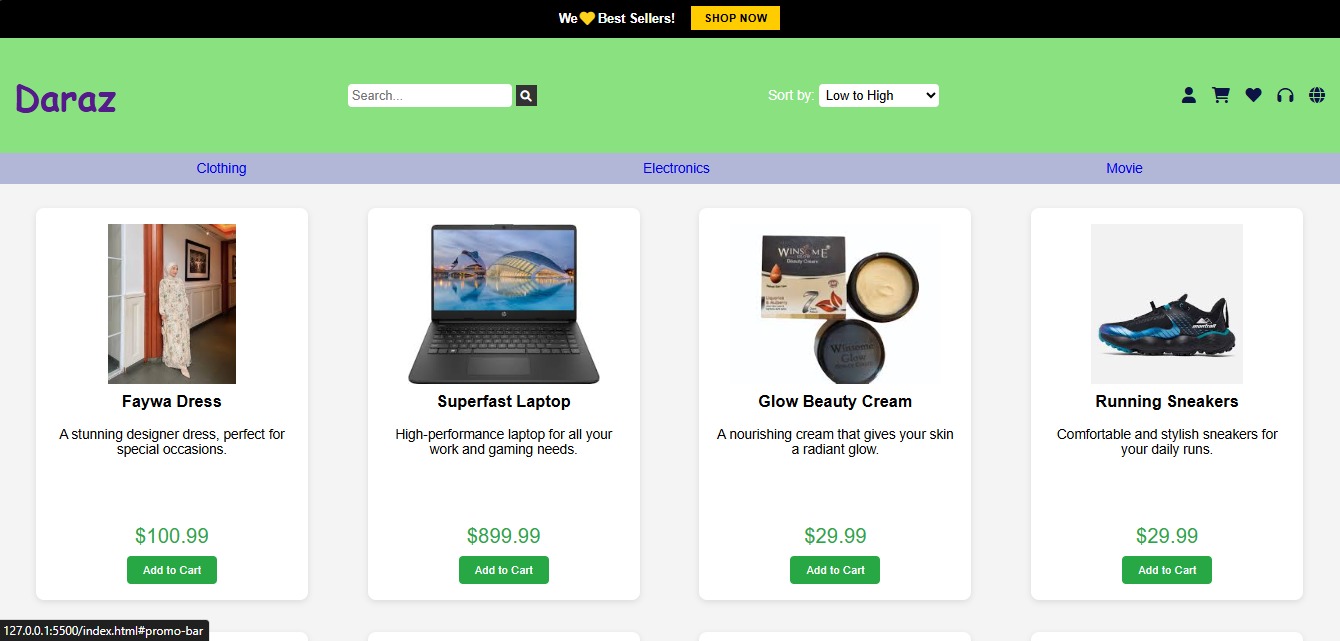 We 💛 Best Sellers! SHOP NOW
Daraz
Search...
Sort by: Low to High
Clothing Electronics Movie
WINSOME
GLOW
Beauty Cream
7
Winsome
Glow
montrail
Faywa Dress
Superfast Laptop
Glow Beauty Cream
Running Sneakers
A stunning designer dress, perfect for
special occasions.
High-performance laptop for all your
work and gaming needs.
A nourishing cream that gives your skin
a radiant glow.
Comfortable and stylish sneakers for
your daily runs.
$100.99
$899.99
$29.99
$29.99
Add to Cart
Add to Cart
Add to Cart
Add to Cart
127.0.0.1:5500/index.html#promo-bar